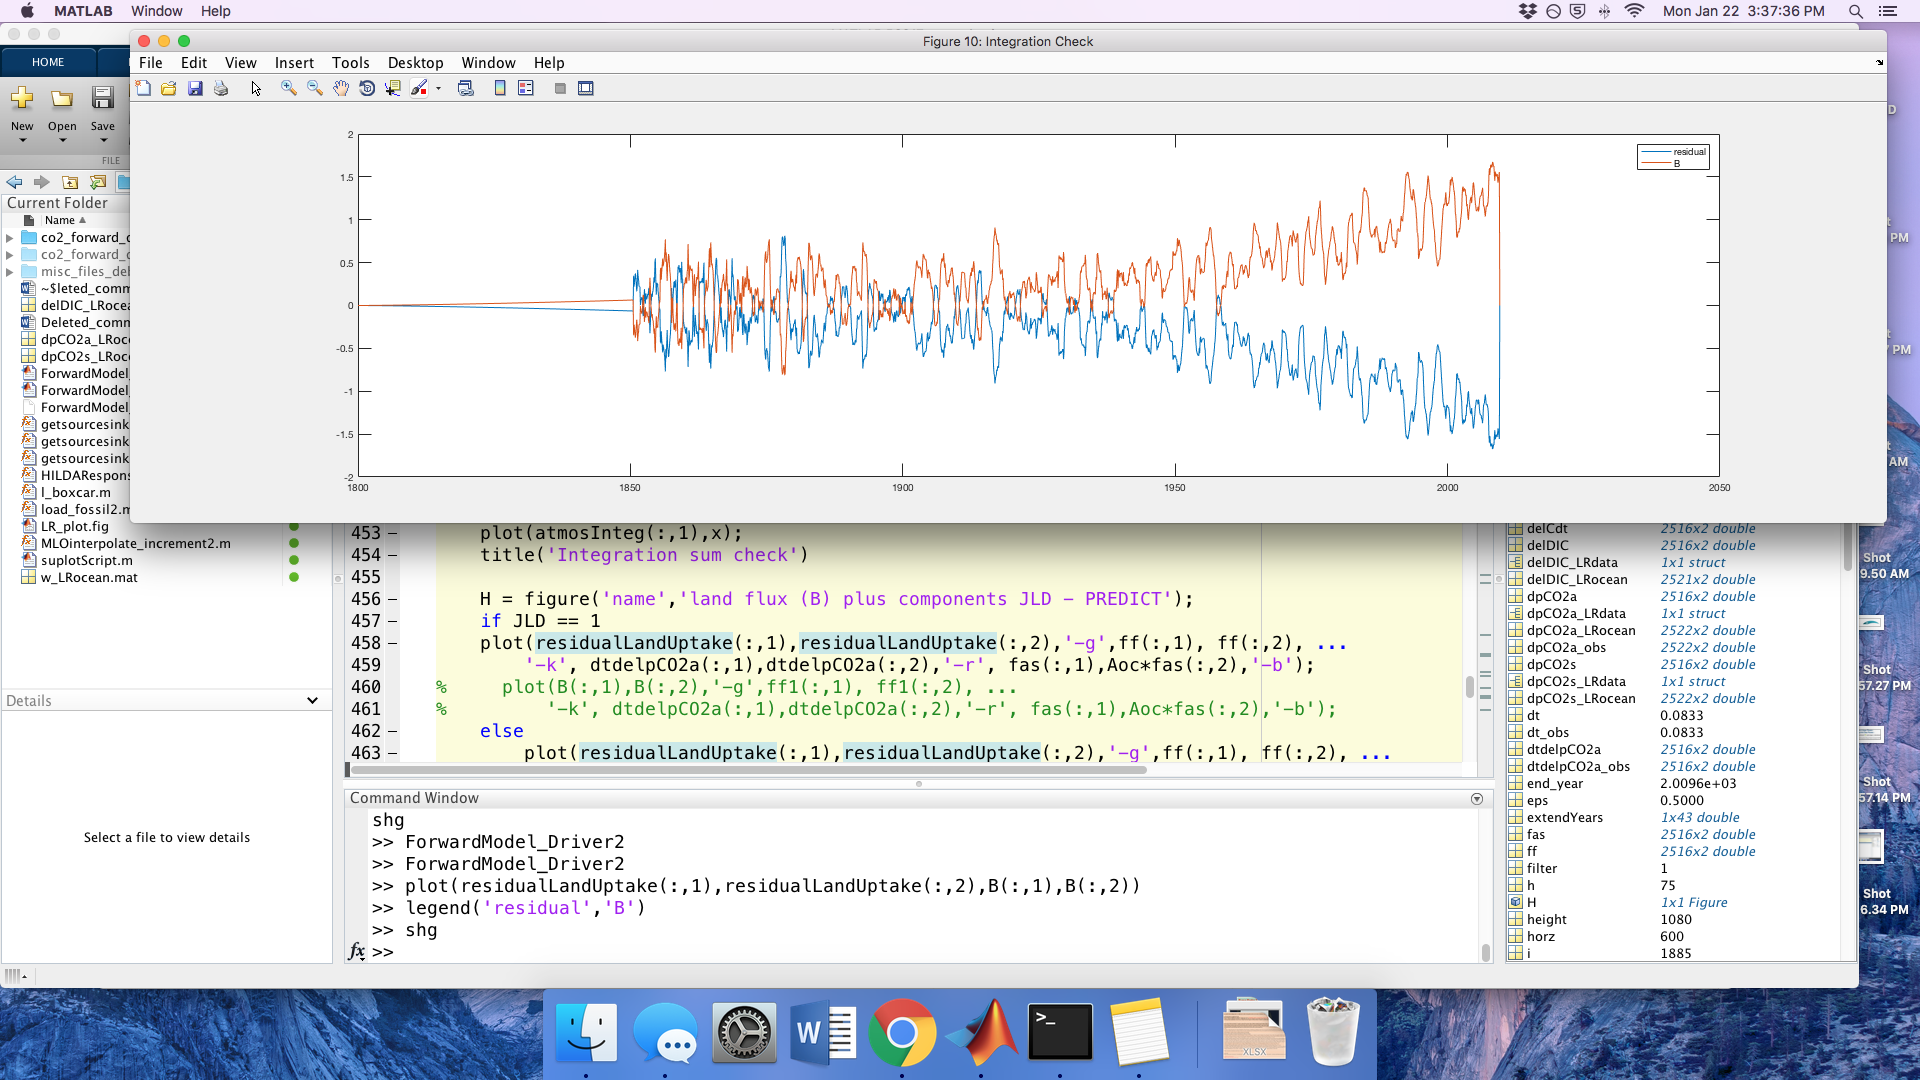 MATLAB Window Help
Mon Jan 22 3:37:36 PM
Figure 10: Integration Check
File Edit View Insert Tools Desktop Window Help
HOME
New Open Save
FILE
Current Folder
Name
co2_forward_
co2_forward_
misc_files_de
~$leted_comm
delDIC_LRocea
Deleted_comm
dpCO2a_LRoc
dpCO2s_LRoc
ForwardModel
ForwardModel
ForwardModel
getsourcesink
getsourcesink
getsourcesink
HILDARespons
l_boxcar.m
load_fossil2.m
LR_plot.fig
MLOinterpolate_increment2.m
suplotScript.m
w_LRocean.mat
Details
Select a file to view details
2
1.5
1
0.5
0
-0.5
-1
-1.5
-2
1800 1850 1900 1950 2000 2050
residual
B
453 – plot(atmosInteg(:,1),x);
454 – title('Integration sum check')
455
456 – H = figure('name','land flux (B) plus components JLD – PREDICT');
457 – if JLD == 1
458 – plot(residualLandUptake(:,1),residualLandUptake(:,2),'-g',ff(:,1), ff(:,2), ...
459 – '-k', dtdelpCO2a(:,1),dtdelpCO2a(:,2),'-r', fas(:,1),Aoc*fas(:,2),'-b');
460 % plot(B(:,1),B(:,2),'-g',ff1(:,1), ff1(:,2), ...
461 % '-k', dtdelpCO2a(:,1),dtdelpCO2a(:,2),'-r', fas(:,1),Aoc*fas(:,2),'-b');
462 – else
463 – plot(residualLandUptake(:,1),residualLandUptake(:,2),'-g',ff(:,1), ff(:,2), ...
Command Window
shg
>> ForwardModel_Driver2
>> ForwardModel_Driver2
>> plot(residualLandUptake(:,1),residualLandUptake(:,2),B(:,1),B(:,2))
>> legend('residual','B')
>> shg
fx >>
delCdt 2516x2 double
delDIC 2516x2 double
delDIC_LRdata 1x1 struct
delDIC_LRocean 2521x2 double
dpCO2a 2516x2 double
dpCO2a_LRdata 1x1 struct
dpCO2a_LRocean 2522x2 double
dpCO2a_obs 2522x2 double
dpCO2s 2516x2 double
dpCO2s_LRdata 1x1 struct
dpCO2s_LRocean 2522x2 double
dt 0.0833
dt_obs 0.0833
dtdelpCO2a 2516x2 double
dtdelpCO2a_obs 2516x2 double
end_year 2.0096e+03
eps 0.5000
extendYears 1x43 double
fas 2516x2 double
ff 2516x2 double
filter 1
h 75
H 1x1 Figure
height 1080
horz 600
i 1885
D
PM
PM
AM
Shot
9.50 AM
Shot
57.27 PM
Shot
57.14 PM
Shot
6.34 PM
W
>_
XLSX